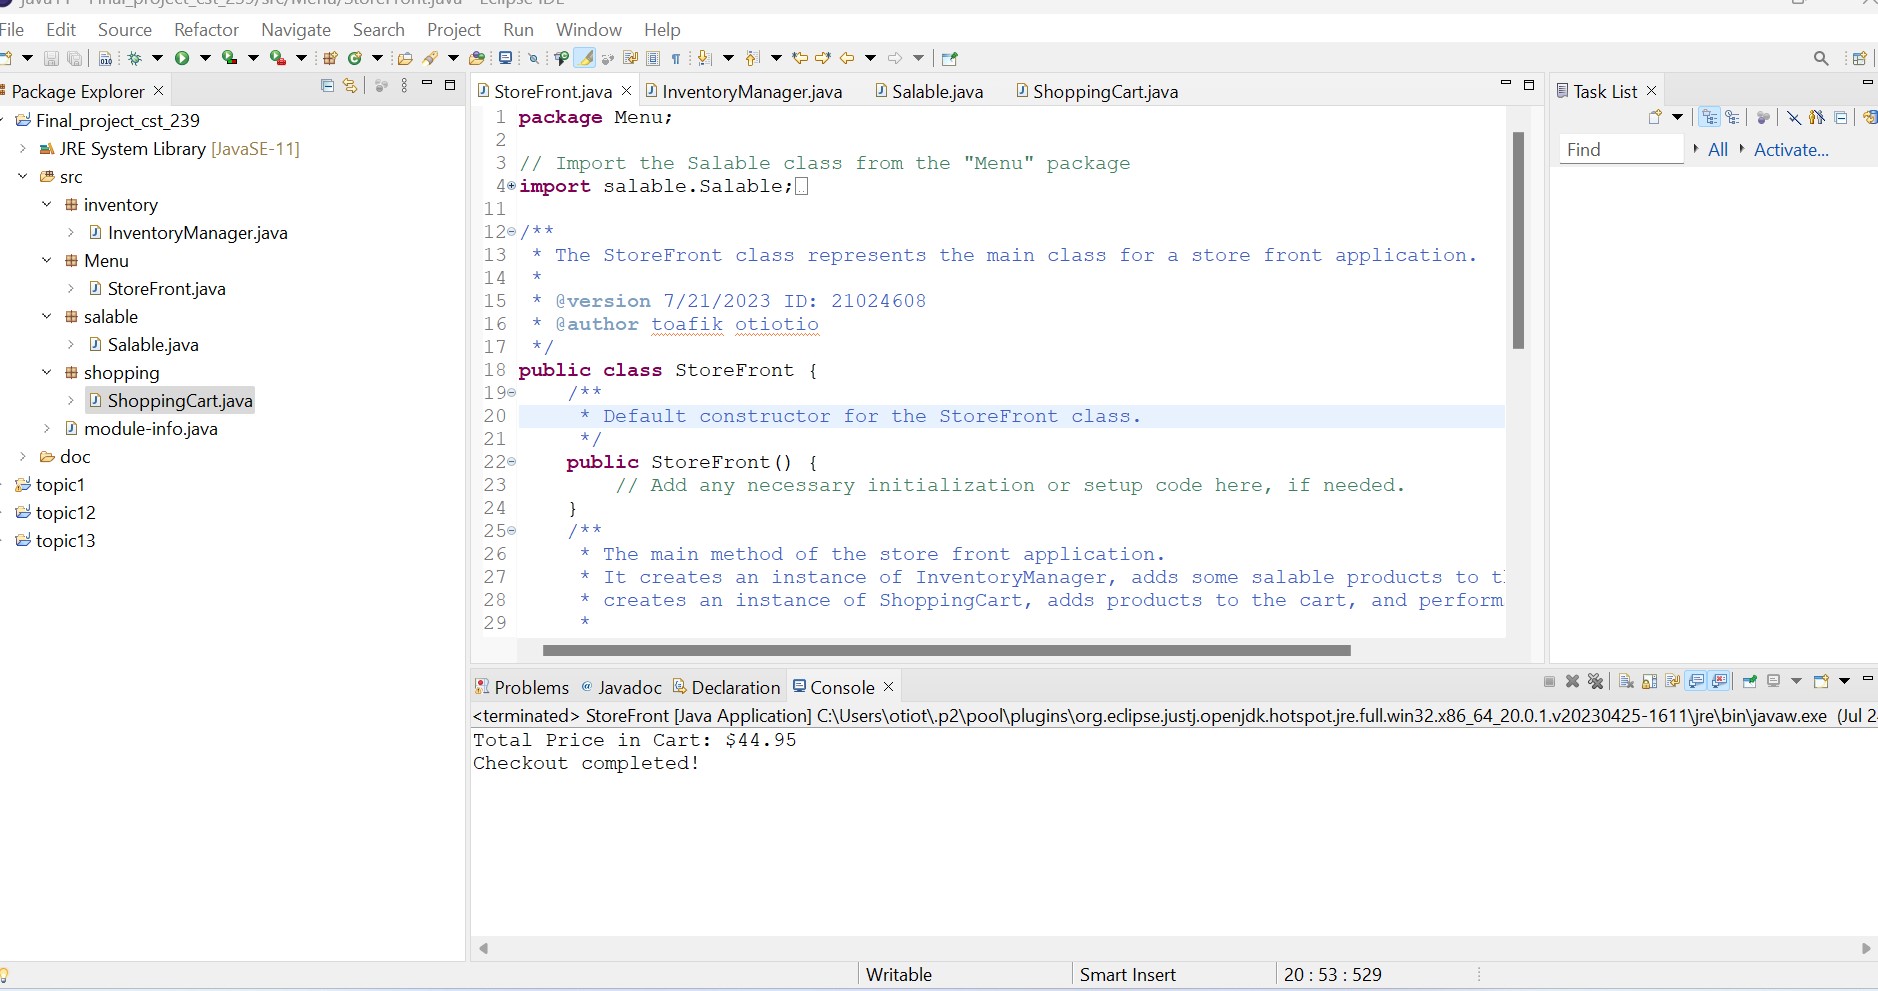 File Edit Source Refactor Navigate Search Project Run Window Help
Package Explorer
Final_project_cst_239
JRE System Library [JavaSE-11]
src
inventory
InventoryManager.java
Menu
StoreFront.java
salable
Salable.java
shopping
ShoppingCart.java
module-info.java
doc
topic1
topic12
topic13
StoreFront.java InventoryManager.java Salable.java ShoppingCart.java
1 package Menu;
2
3 // Import the Salable class from the "Menu" package
4 import salable.Salable;
11
12 /**
13 * The StoreFront class represents the main class for a store front application.
14 *
15 * @version 7/21/2023 ID: 21024608
16 * @author toafik otiotio
17 */
18 public class StoreFront {
19 /**
20 * Default constructor for the StoreFront class.
21 */
22 public StoreFront() {
23 // Add any necessary initialization or setup code here, if needed.
24 }
25 /**
26 * The main method of the store front application.
27 * It creates an instance of InventoryManager, adds some salable products to
28 * creates an instance of ShoppingCart, adds products to the cart, and perform
29 *
Task List
Find All Activate...
Problems @ Javadoc Declaration Console
<terminated> StoreFront [Java Application] C:\Users\otiot\.p2\pool\plugins\org.eclipse.justj.openjdk.hotspot.jre.full.win32.x86_64_20.0.1.v20230425-1611\jre\bin\javaw.exe (Jul 2
Total Price in Cart: $44.95
Checkout completed!
Writable Smart Insert 20 : 53 : 529